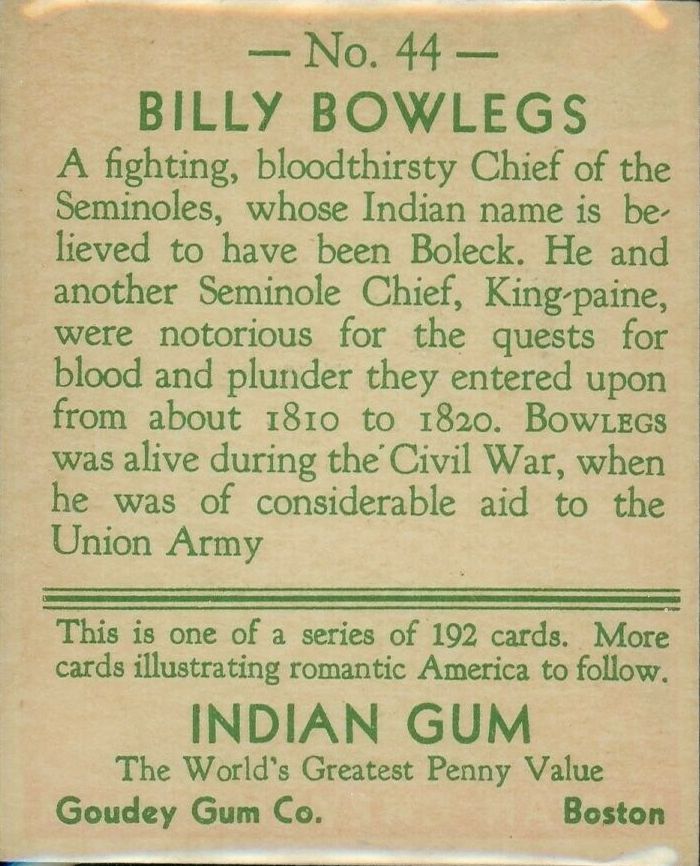 — No. 44 —
BILLY BOWLEGS
A fighting, bloodthirsty Chief of the
Seminoles, whose Indian name is be-
lieved to have been Boleck. He and
another Seminole Chief, King-paine,
were notorious for the quests for
blood and plunder they entered upon
from about 1810 to 1820. BOWLEGS
was alive during the Civil War, when
he was of considerable aid to the
Union Army
This is one of a series of 192 cards. More
cards illustrating romantic America to follow.
INDIAN GUM
The World's Greatest Penny Value
Goudey Gum Co. Boston